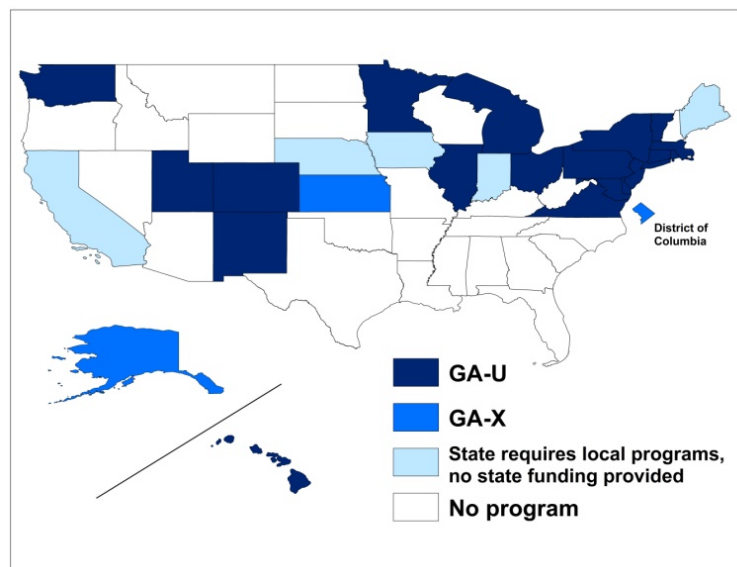 District of
Columbia
GA-U
GA-X
State requires local programs,
no state funding provided
No program